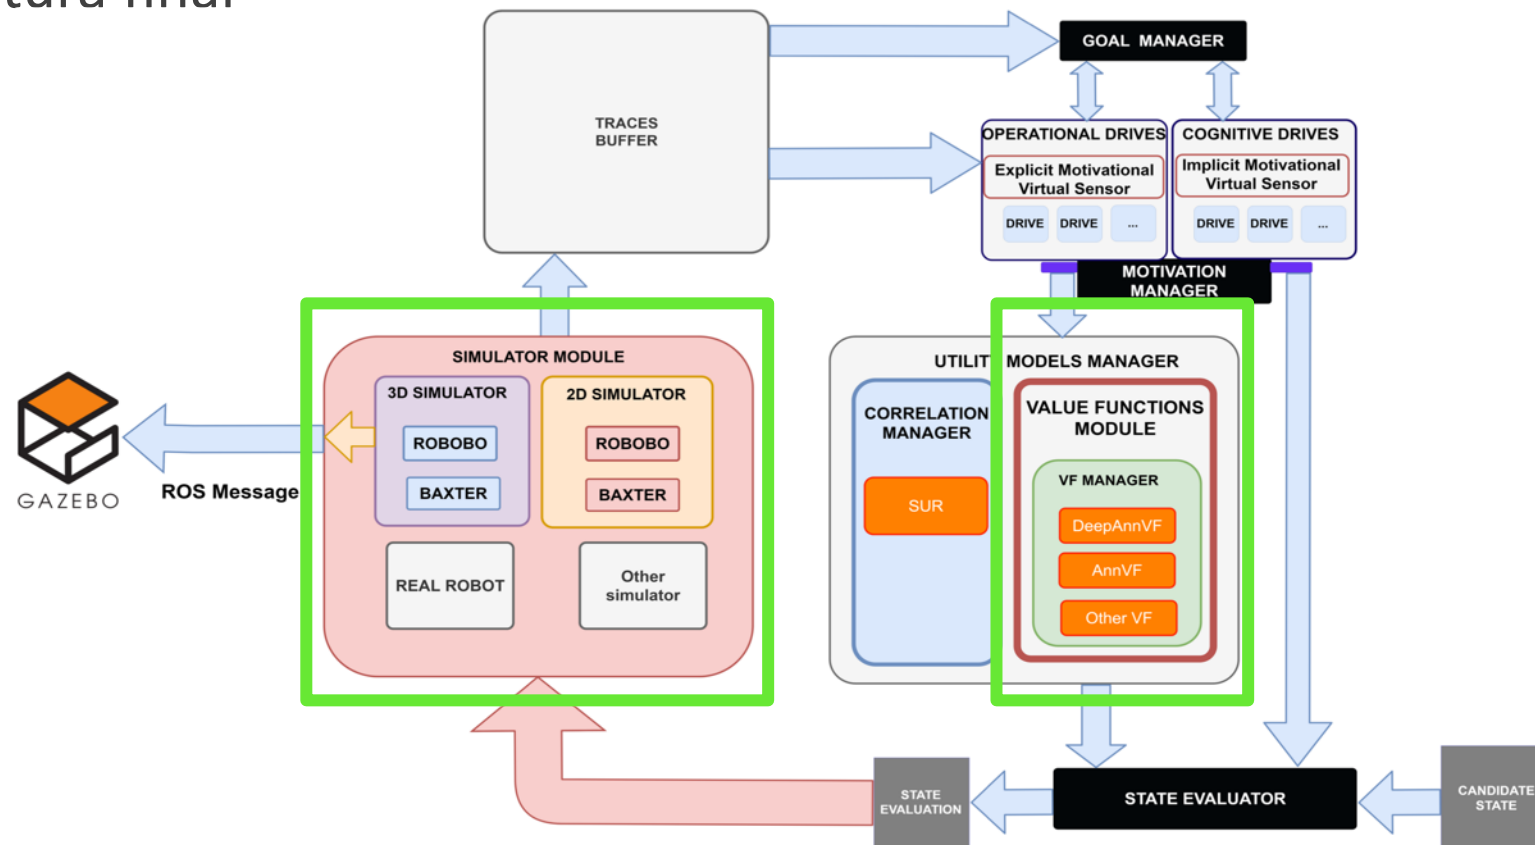 final
GOAL MANAGER
TRACES
BUFFER
OPERATIONAL DRIVES
Explicit Motivational
Virtual Sensor
DRIVE
DRIVE
...
COGNITIVE DRIVES
Implicit Motivational
Virtual Sensor
DRIVE
DRIVE
...
MOTIVATION
MANAGER
SIMULATOR MODULE
3D SIMULATOR
ROBOBO
BAXTER
2D SIMULATOR
ROBOBO
BAXTER
REAL ROBOT
Other
simulator
GAZEBO
ROS Message
UTILITY MODELS MANAGER
CORRELATION
MANAGER
SUR
VALUE FUNCTIONS
MODULE
VF MANAGER
DeepAnnVF
AnnVF
Other VF
STATE
EVALUATION
STATE EVALUATOR
CANDIDATE
STATE